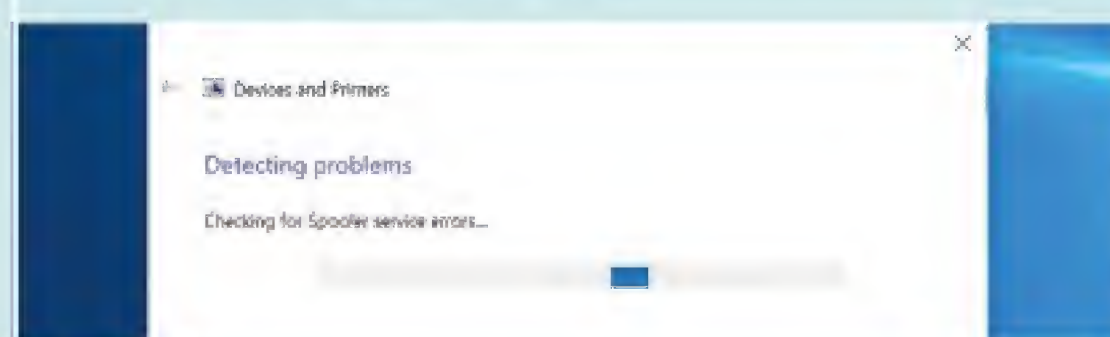 Devices and Printers
Detecting problems
Checking for Spooler service errors...